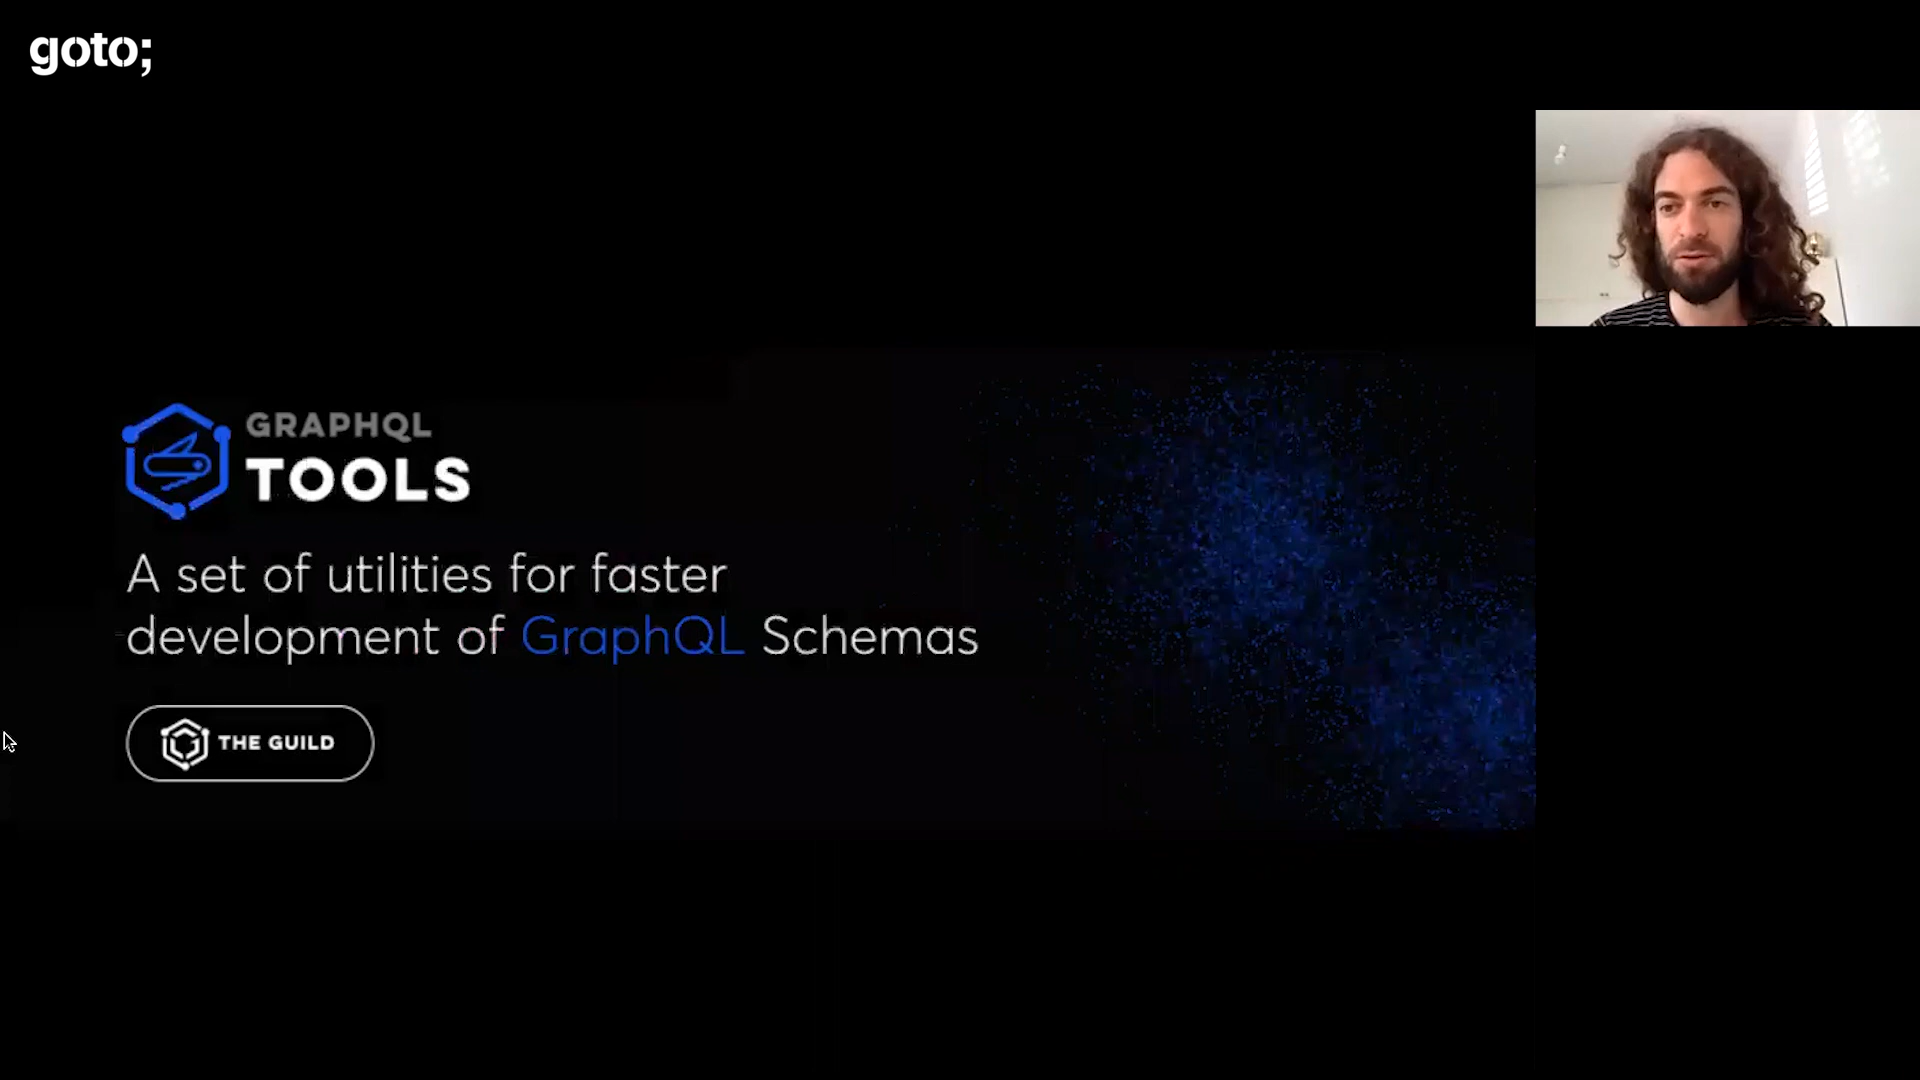 goto;
GRAPHQL
TOOLS
A set of utilities for faster
development of GraphQL Schemas
THE GUILD